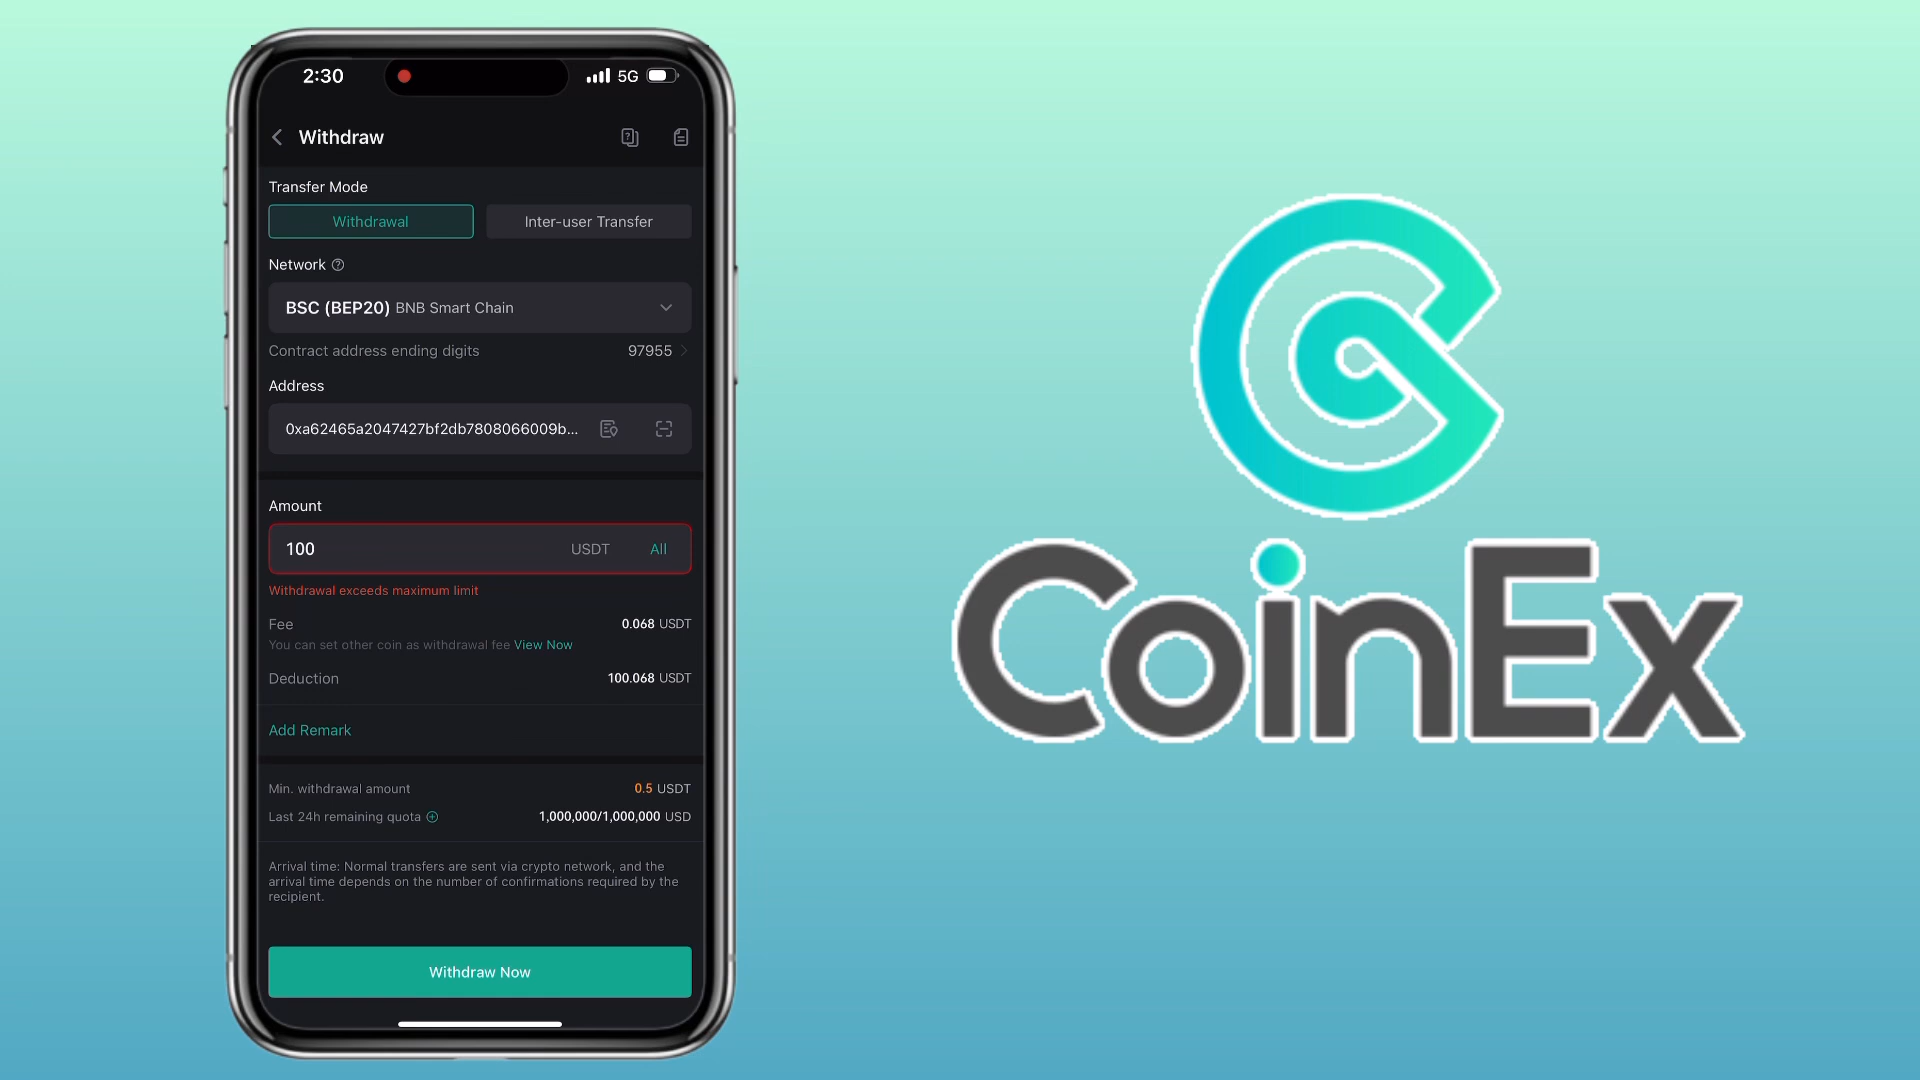 2:30 5G
Withdraw
Transfer Mode
Withdrawal Inter-user Transfer
Network
BSC (BEP20) BNB Smart Chain
Contract address ending digits 97955
Address
0xa62465a2047427bf2db7808066009b...
Amount
100 USDT All
Withdrawal exceeds maximum limit
Fee 0.068 USDT
You can set other coin as withdrawal fee View Now
Deduction 100.068 USDT
Add Remark
Min. withdrawal amount 0.5 USDT
Last 24h remaining quota 1,000,000/1,000,000 USD
Arrival time: Normal transfers are sent via crypto network, and the
arrival time depends on the number of confirmations required by the
recipient.
Withdraw Now
CoinEx